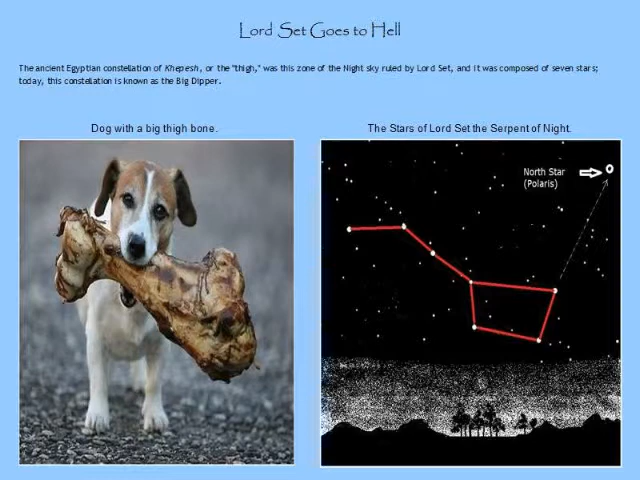 Lord Set Goes to Hell
The ancient Egyptian constellation of Khepesh, or the "thigh," was this zone of the Night sky ruled by Lord Set, and it was composed of seven stars;
today, this constellation is known as the Big Dipper.
Dog with a big thigh bone.
The Stars of Lord Set the Serpent of Night.
North Star
(Polaris)